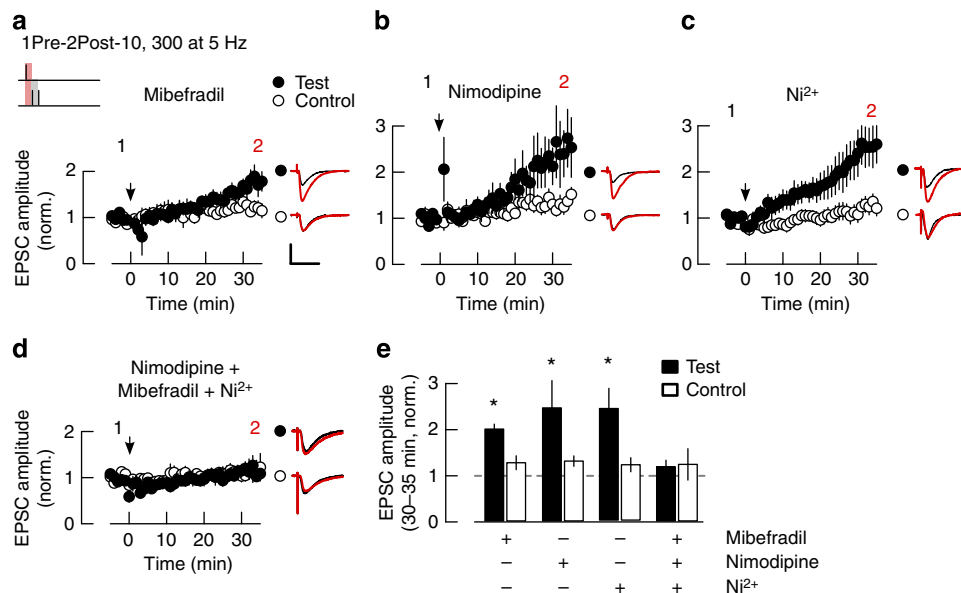 a
1Pre-2Post-10, 300 at 5 Hz
Mibefradil
Test
Control
1
2
EPSC amplitude
(norm.)
2
1
0
0
10
20
30
Time (min)
b
Nimodipine
1
2
3
2
1
0
0
10
20
30
Time (min)
c
Ni²⁺
1
2
3
2
1
0
0
10
20
30
Time (min)
d
Nimodipine +
Mibefradil + Ni²⁺
1
2
EPSC amplitude
(norm.)
2
1
0
0
10
20
30
Time (min)
e
Test
Control
EPSC amplitude
(30–35 min, norm.)
3
2
1
0
* * *
+ – – + Mibefradil
– + – + Nimodipine
– – + + Ni²⁺